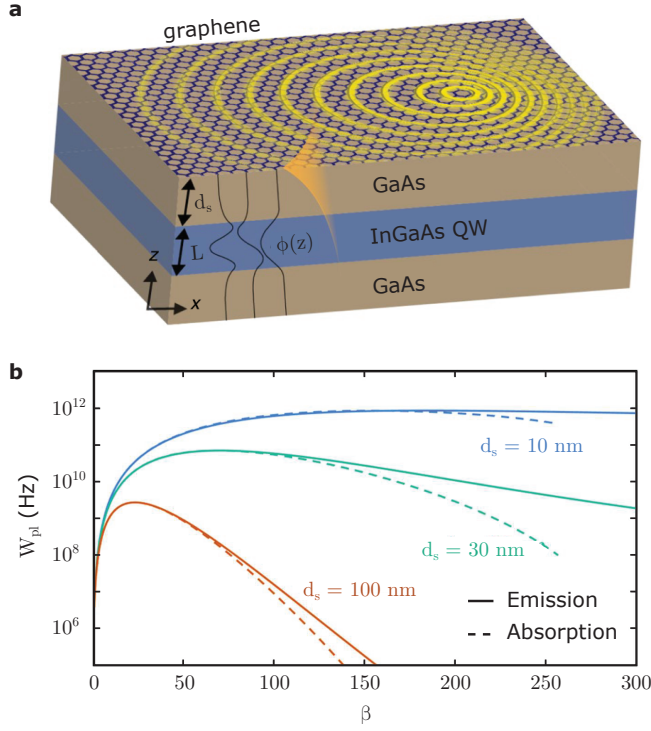 a
graphene
GaAs
d_s
InGaAs QW
L
ϕ(z)
z
GaAs
x
b
10^12
d_s = 10 nm
10^10
W_pl (Hz)
10^8
d_s = 30 nm
d_s = 100 nm
Emission
10^6
Absorption
0 50 100 150 200 250 300
β